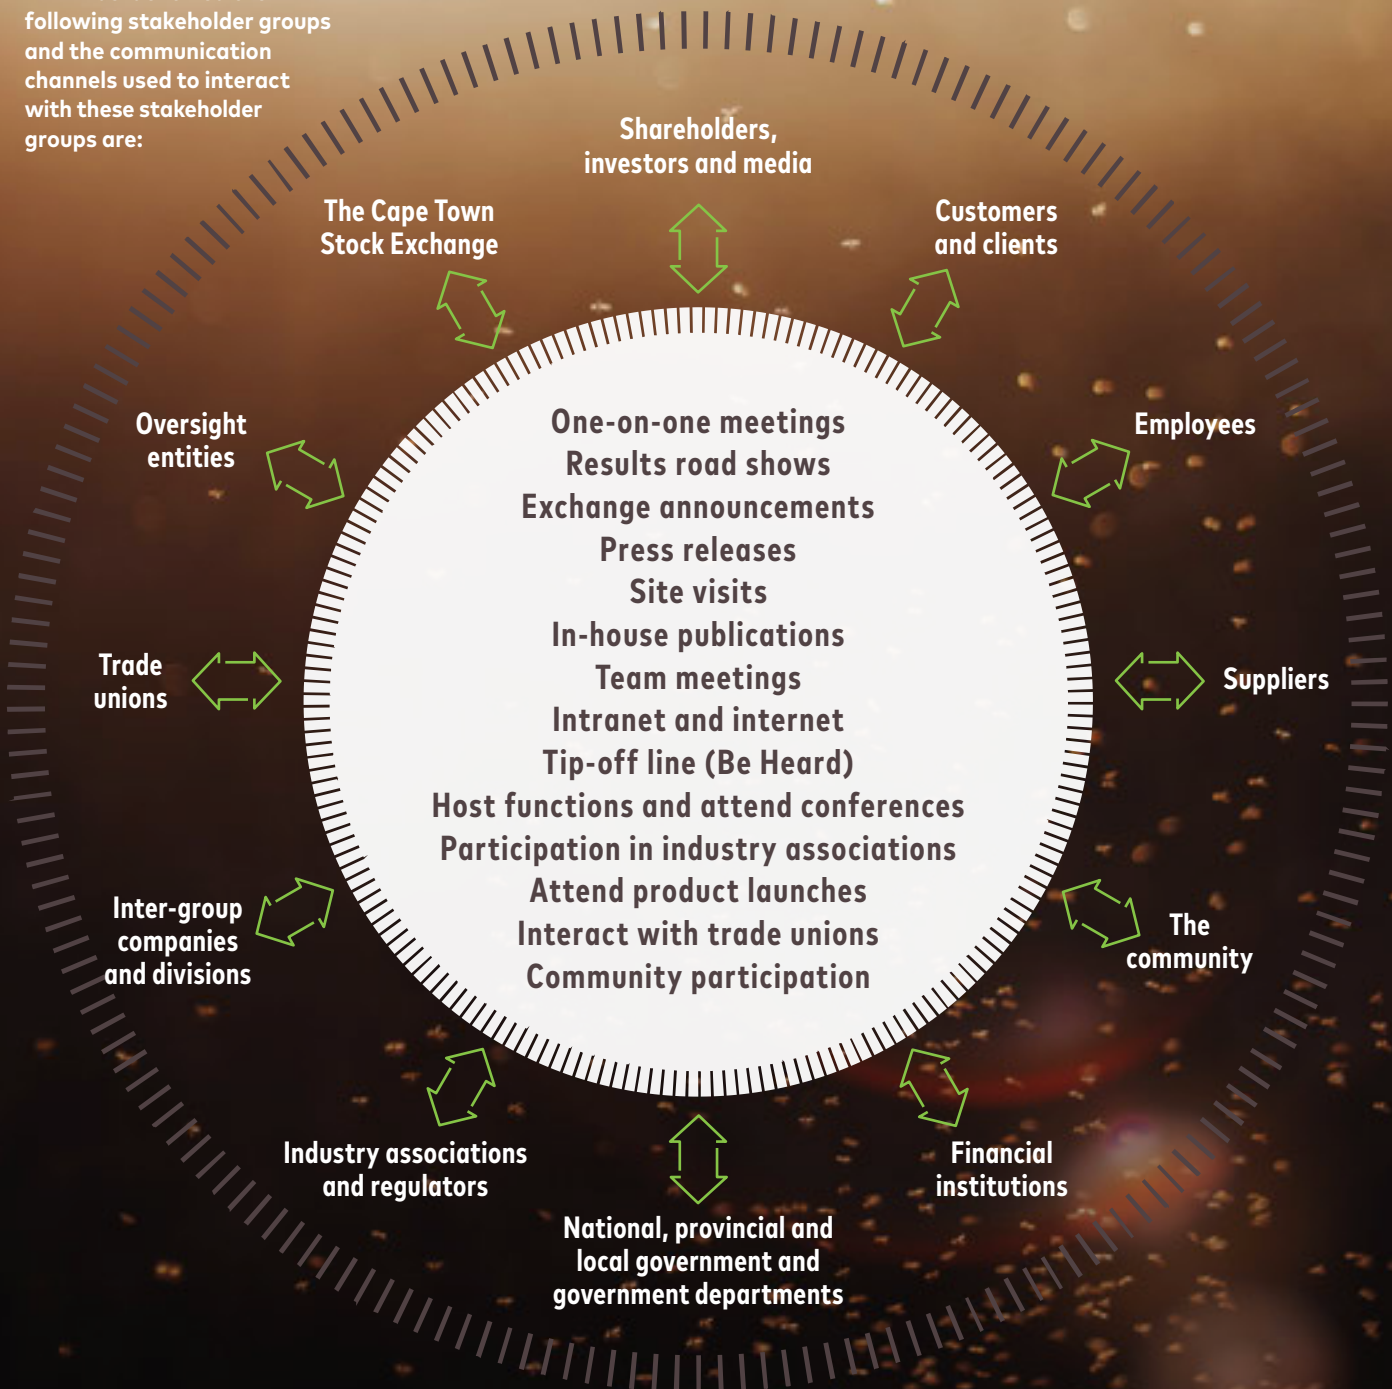 following stakeholder groups
and the communication
channels used to interact
with these stakeholder
groups are:
Shareholders,
investors and media
The Cape Town
Stock Exchange
Customers
and clients
Oversight
entities
Employees
Trade
unions
Suppliers
Inter-group
companies
and divisions
The
community
Industry associations
and regulators
Financial
institutions
National, provincial and
local government and
government departments
One-on-one meetings
Results road shows
Exchange announcements
Press releases
Site visits
In-house publications
Team meetings
Intranet and internet
Tip-off line (Be Heard)
Host functions and attend conferences
Participation in industry associations
Attend product launches
Interact with trade unions
Community participation